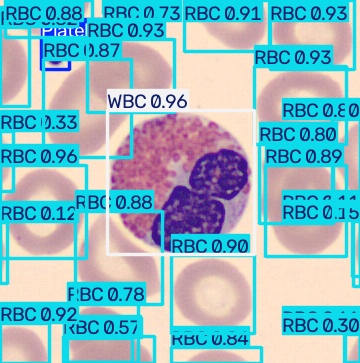 RBC 0.88
RBC 0.73
RBC 0.91
RBC 0.93
RBC 0.93
Plate
RBC 0.87
RBC 0.93
WBC 0.96
RBC 0.80
RBC 0.33
RBC 0.80
RBC 0.96
RBC 0.89
RBC 0.12
RBC 0.88
RBC 0.15
RBC 0.90
RBC 0.78
RBC 0.92
RBC 0.57
RBC 0.84
RBC 0.30